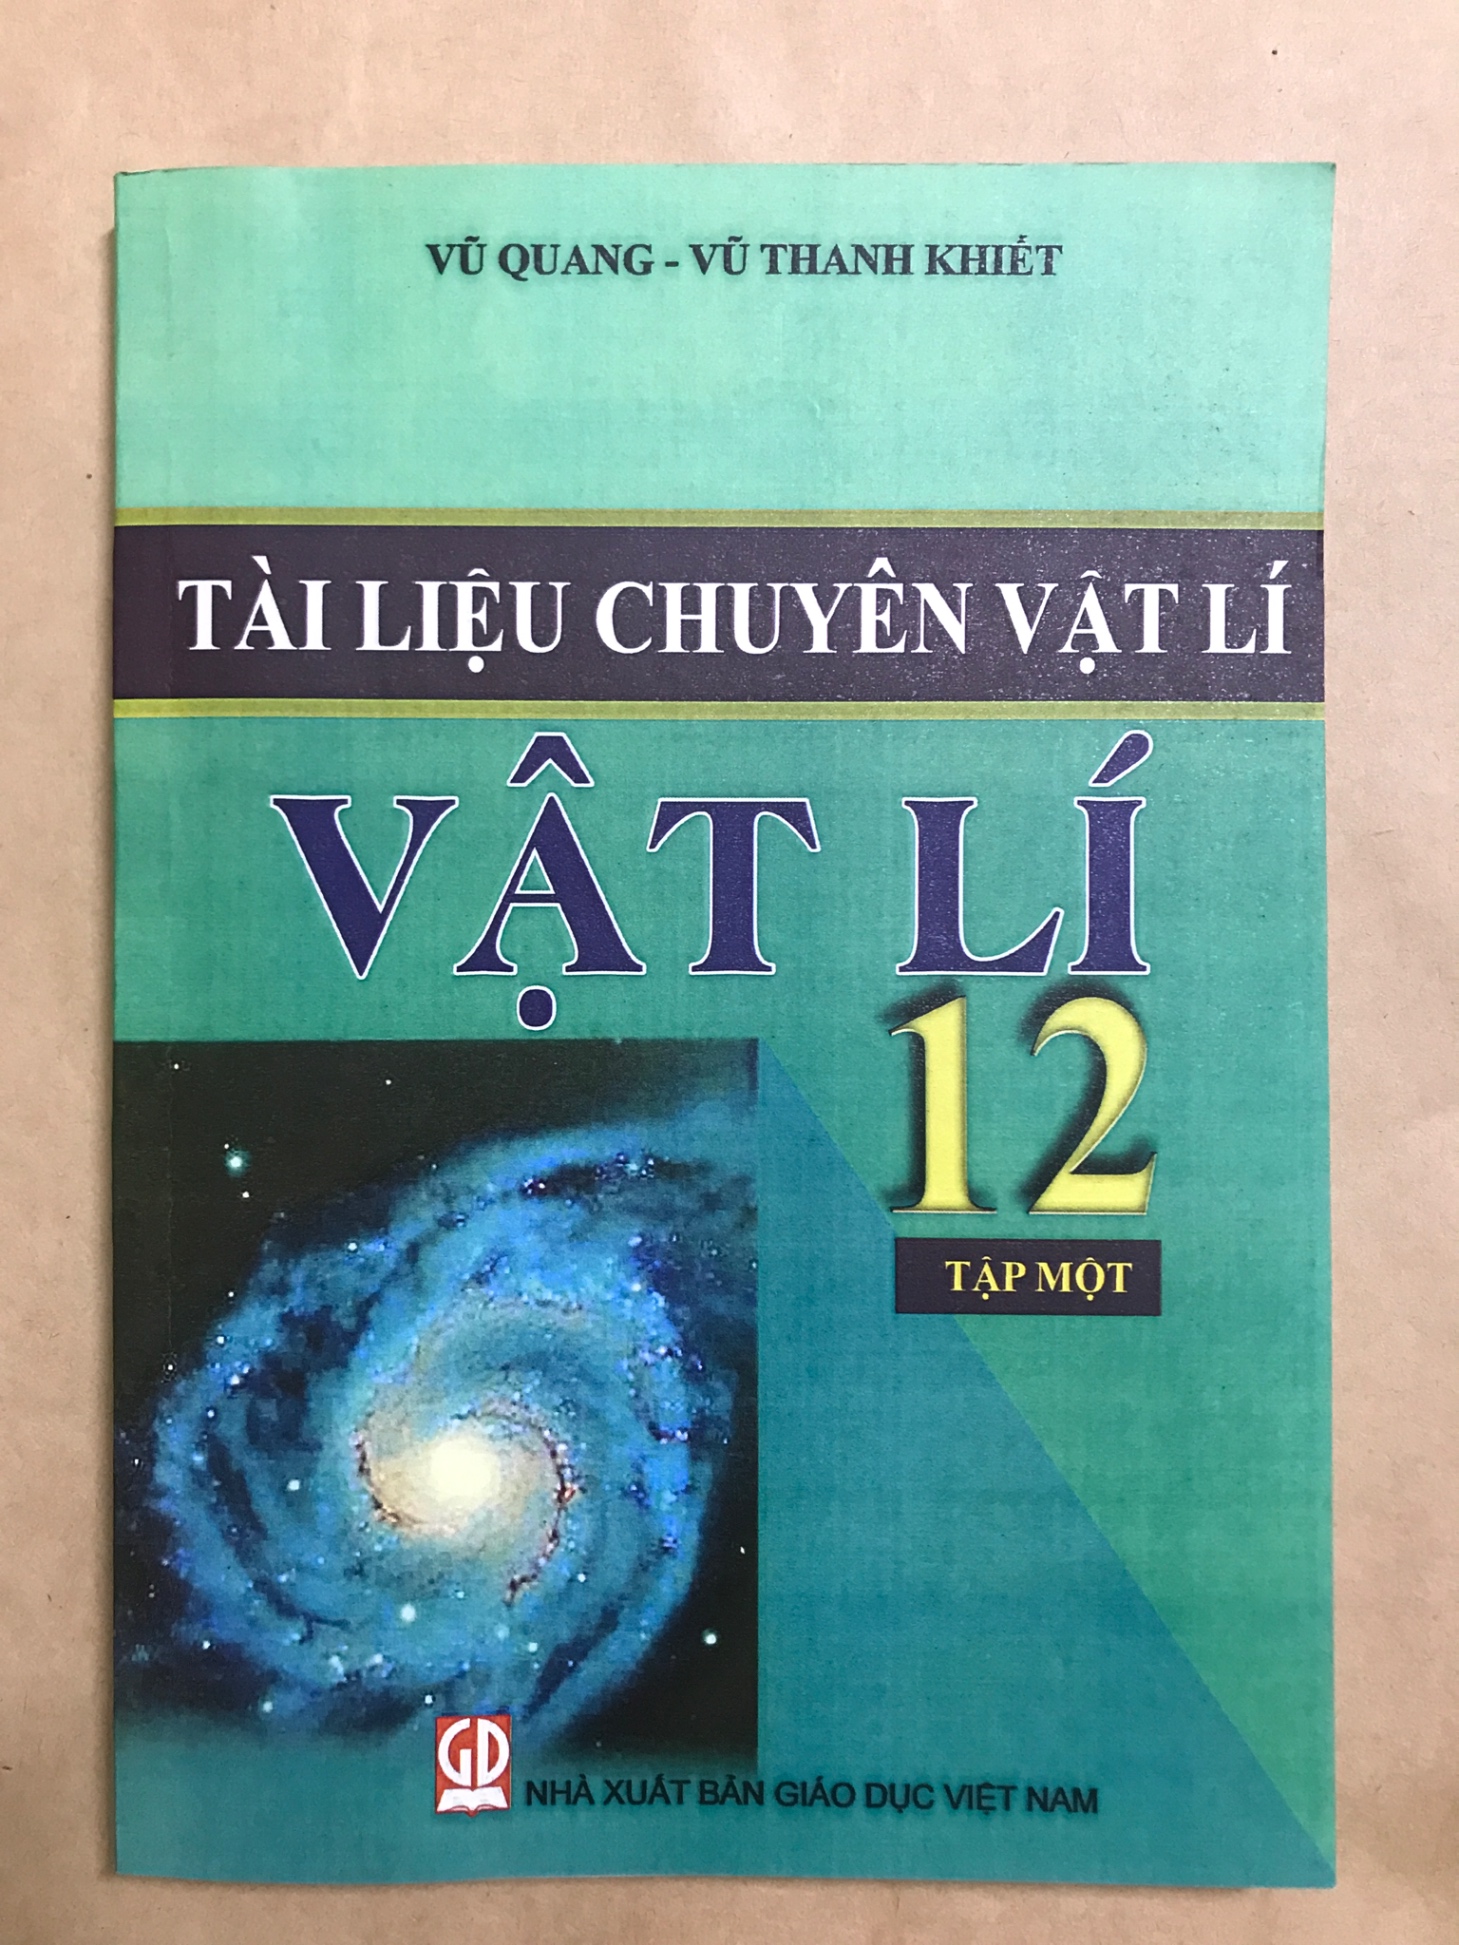 VŨ QUANG - VŨ THANH KHIẾT
TÀI LIỆU CHUYÊN VẬT LÍ
VẬT LÍ
12
TẬP MỘT
GD
NHÀ XUẤT BẢN GIÁO DỤC VIỆT NAM